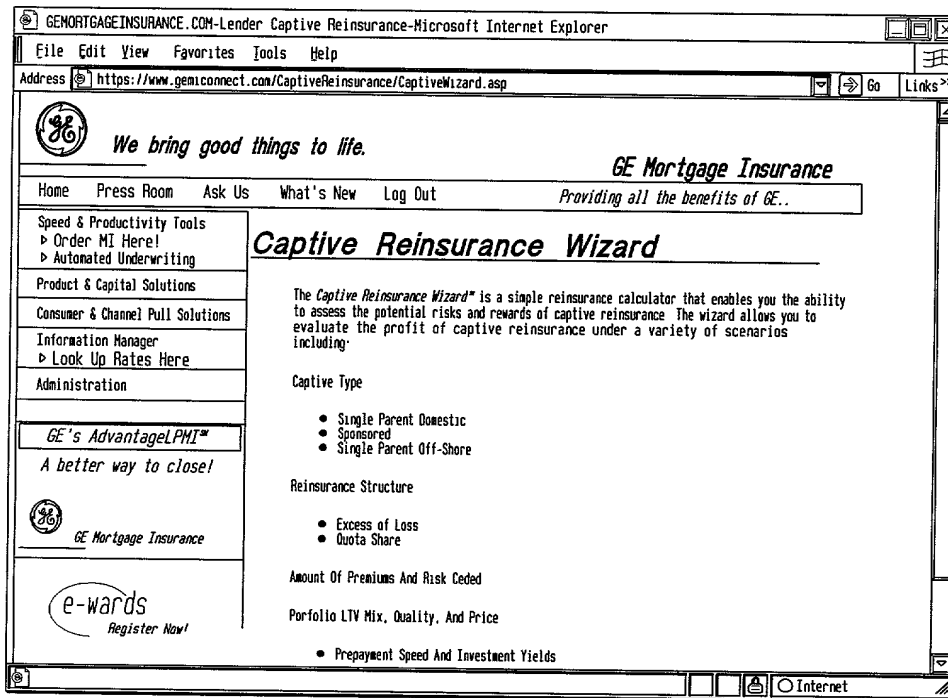 GEMORTGAGEINSURANCE.COM-Lender Captive Reinsurance-Microsoft Internet Explorer
File Edit View Favorites Tools Help
Address https://www.gemiconnect.com/CaptiveReinsurance/CaptiveWizard.asp Go Links»
We bring good things to life.
GE Mortgage Insurance
Home Press Room Ask Us What's New Log Out Providing all the benefits of GE..
Speed & Productivity Tools
▹ Order MI Here!
▹ Automated Underwriting
Product & Capital Solutions
Consumer & Channel Pull Solutions
Information Manager
▹ Look Up Rates Here
Administration
GE's AdvantageLPMI℠
A better way to close!
GE Mortgage Insurance
e-wards
Register Now!
Captive Reinsurance Wizard
The Captive Reinsurance Wizard℠ is a simple reinsurance calculator that enables you the ability
to assess the potential risks and rewards of captive reinsurance The wizard allows you to
evaluate the profit of captive reinsurance under a variety of scenarios
including:
Captive Type
● Single Parent Domestic
● Sponsored
● Single Parent Off-Shore
Reinsurance Structure
● Excess of Loss
● Quota Share
Amount Of Premiums And Risk Ceded
Porfolio LTV Mix, Quality, And Price
● Prepayment Speed And Investment Yields
Internet